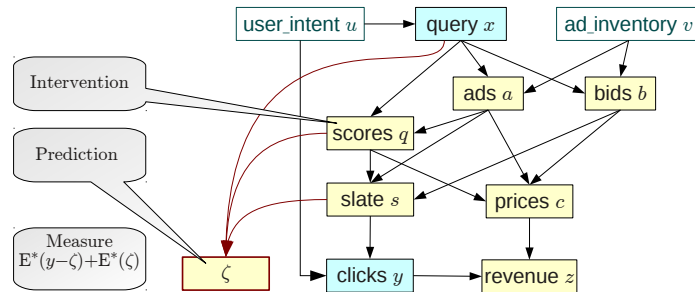 user_intent u
query x
ad_inventory v
Intervention
ads a
bids b
scores q
Prediction
slate s
prices c
Measure
E*(y−ζ)+E*(ζ)
ζ
clicks y
revenue z